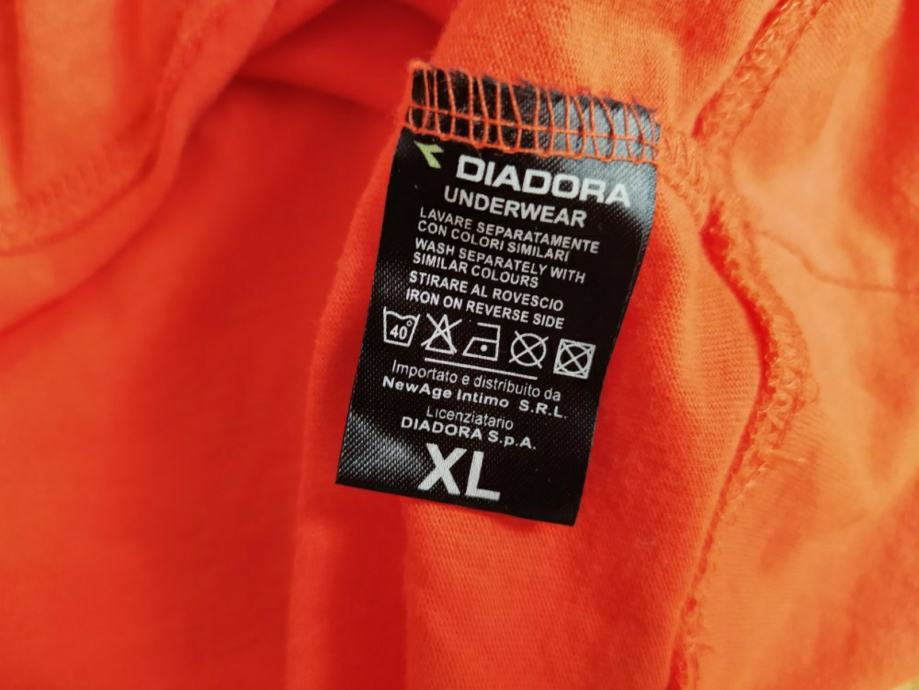 DIADORA
UNDERWEAR
LAVARE SEPARATAMENTE
CON COLORI SIMILARI
WASH SEPARATELY WITH
SIMILAR COLOURS
STIRARE AL ROVESCIO
IRON ON REVERSE SIDE
40°
Importato e distribuito da
NewAge Intimo S.R.L.
Licenziatario
DIADORA S.p.A.
XL